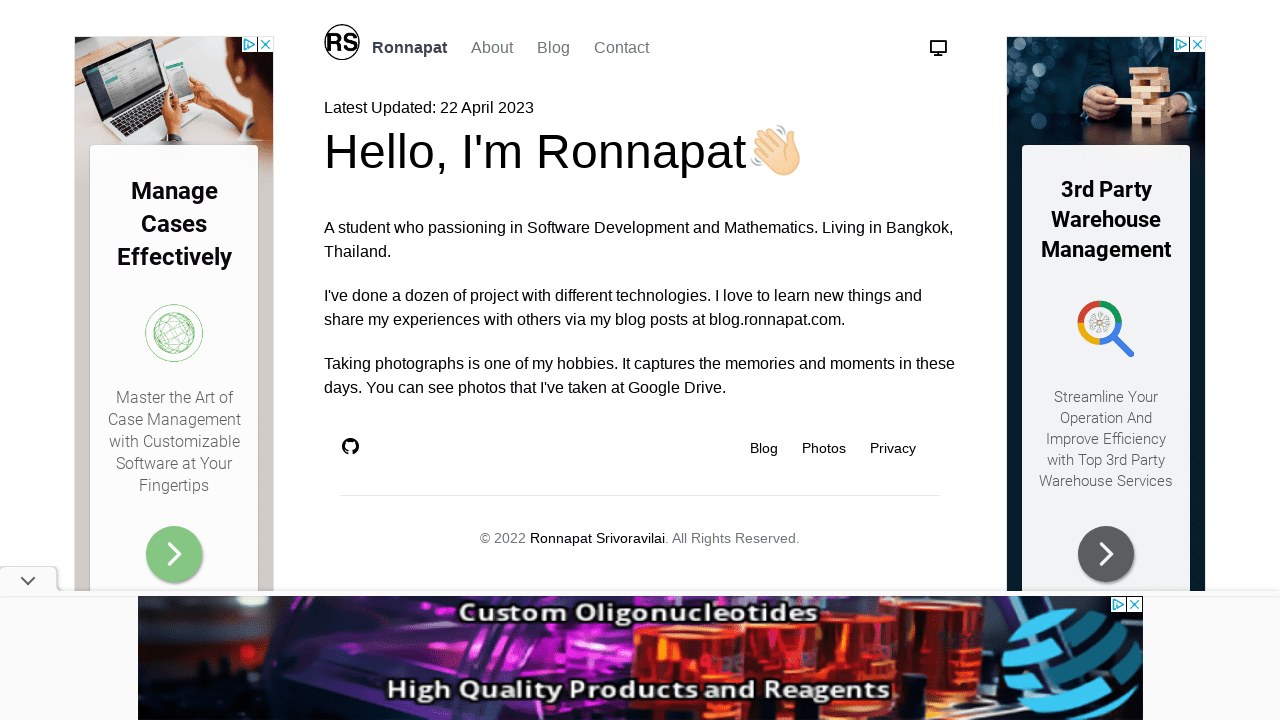 RS
Ronnapat
About
Blog
Contact
Latest Updated: 22 April 2023
Hello, I'm Ronnapat👋🏻
A student who passioning in Software Development and Mathematics. Living in Bangkok,
Thailand.
I've done a dozen of project with different technologies. I love to learn new things and
share my experiences with others via my blog posts at blog.ronnapat.com.
Taking photographs is one of my hobbies. It captures the memories and moments in these
days. You can see photos that I've taken at Google Drive.
Blog
Photos
Privacy
© 2022 Ronnapat Srivoravilai. All Rights Reserved.
Manage
Cases
Effectively
Master the Art of
Case Management
with Customizable
Software at Your
Fingertips
3rd Party
Warehouse
Management
Streamline Your
Operation And
Improve Efficiency
with Top 3rd Party
Warehouse Services
Custom Oligonucleotides
High Quality Products and Reagents